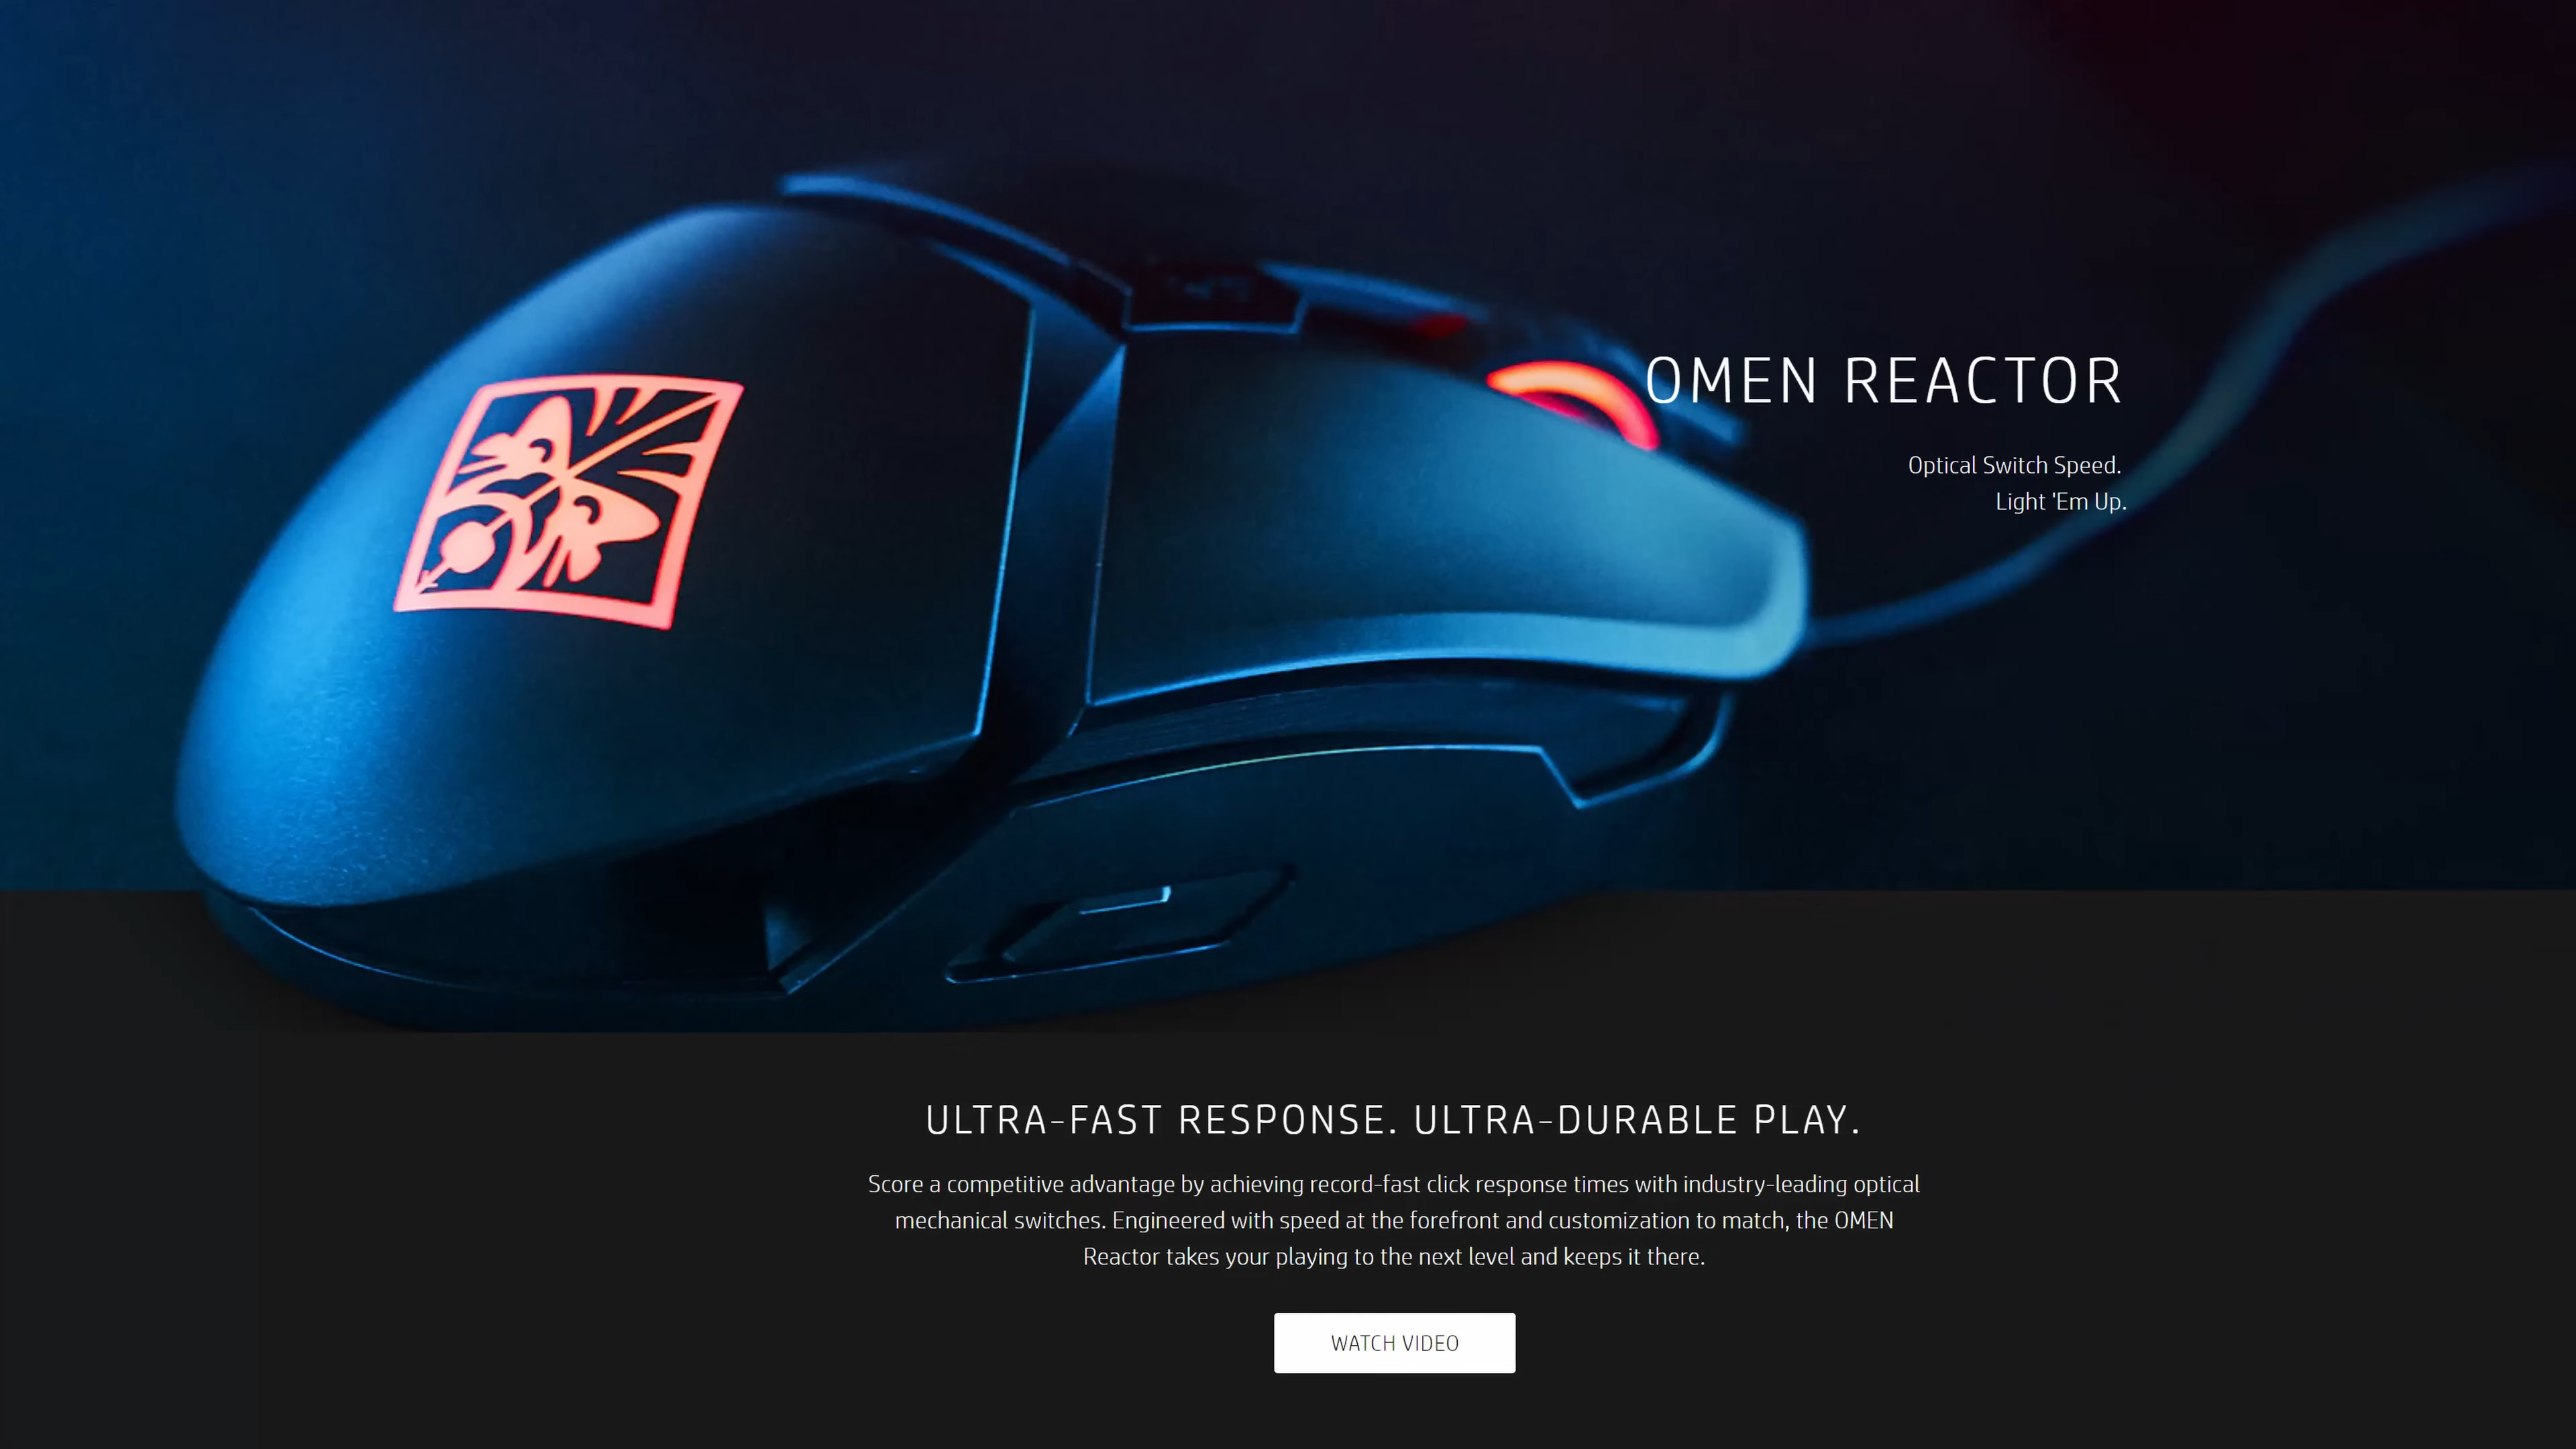 OMEN REACTOR
Optical Switch Speed.
Light 'Em Up.
ULTRA-FAST RESPONSE. ULTRA-DURABLE PLAY.
Score a competitive advantage by achieving record-fast click response times with industry-leading optical
mechanical switches. Engineered with speed at the forefront and customization to match, the OMEN
Reactor takes your playing to the next level and keeps it there.
WATCH VIDEO